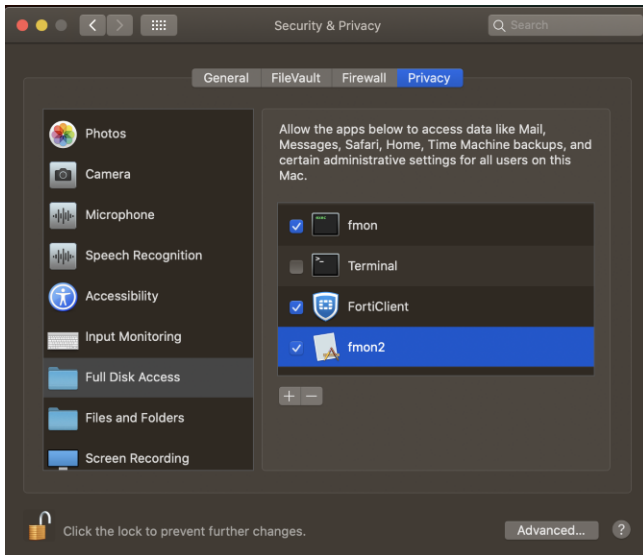 Security & Privacy
Search
General
FileVault
Firewall
Privacy
Photos
Camera
Microphone
Speech Recognition
Accessibility
Input Monitoring
Full Disk Access
Files and Folders
Screen Recording
Allow the apps below to access data like Mail,
Messages, Safari, Home, Time Machine backups, and
certain administrative settings for all users on this
Mac.
fmon
Terminal
FortiClient
fmon2
Click the lock to prevent further changes.
Advanced...
?